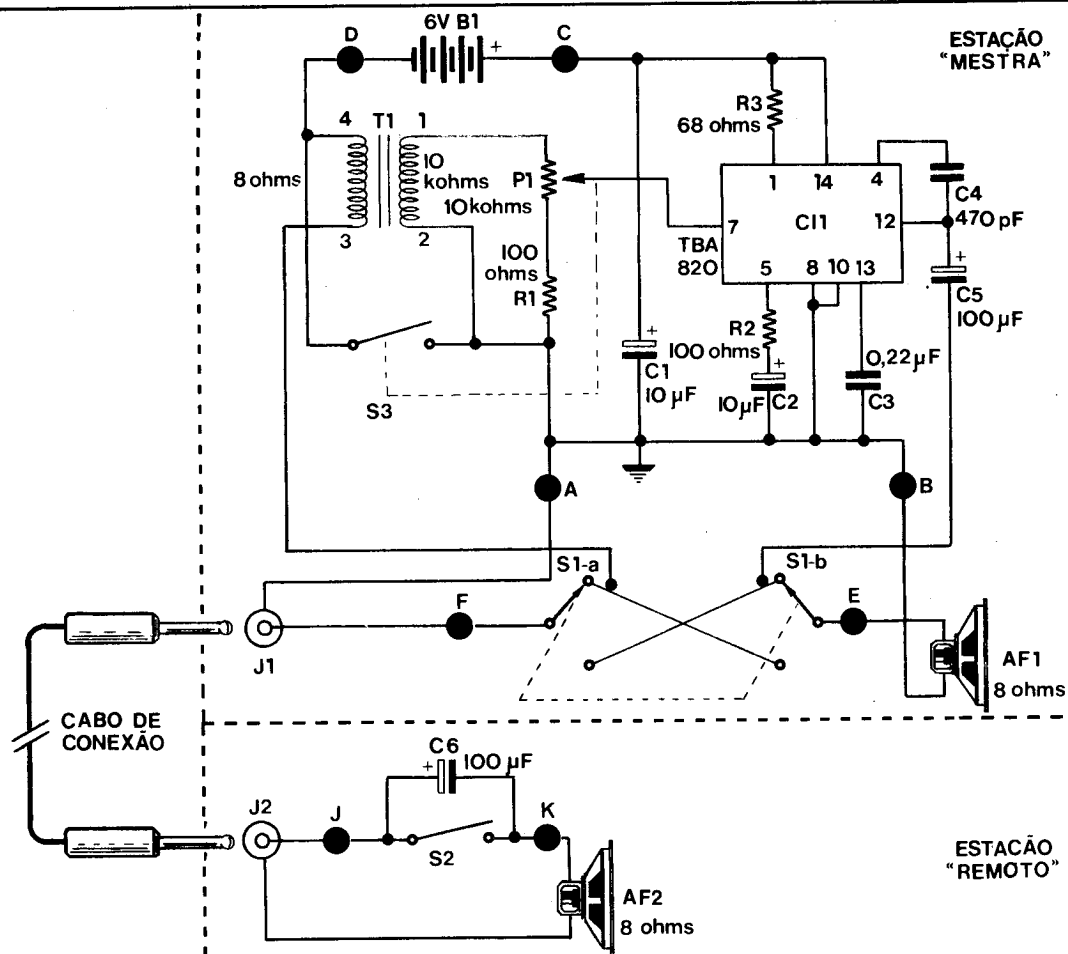 6V B1
+
D
C
ESTAÇÃO
"MESTRA"
R3
68 ohms
4
T1
1
8 ohms
10
kohms
P1
10kohms
3
2
100
ohms
R1
1
14
4
7
CI1
12
TBA
820
5
8
10
13
C4
470 pF
+
C5
100 µF
R2
100 ohms
+
10µF
C2
0,22µF
C3
+
C1
10 µF
S3
A
B
S1-a
S1-b
F
E
J1
AF1
8 ohms
CABO DE
CONEXÃO
C6
+
100 µF
J2
J
K
S2
AF2
8 ohms
ESTACÃO
"REMOTO"